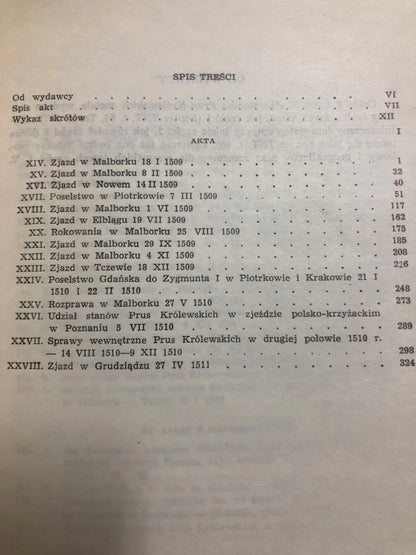 SPIS TREŚCI
Od wydawcy . . . . . . . . . . . . VI
Spis akt . . . . . . . . . . . . VII
Wykaz skrótów . . . . . . . . . . . . XII
I
AKTA
XIV. Zjazd w Malborku 18 I 1509 . . . . . . . . 1
XV. Zjazd w Malborku 8 II 1509 . . . . . . . . 32
XVI. Zjazd w Nowem 14 II 1509 . . . . . . . . 40
XVII. Poselstwo w Piotrkowie 7 III 1509 . . . . . . . . 51
XVIII. Zjazd w Malborku 1 VI 1509 . . . . . . . . 117
XIX. Zjazd w Elblągu 19 VII 1509 . . . . . . . . 162
XX. Rokowania w Malborku 25 VIII 1509 . . . . . . . . 175
XXI. Zjazd w Malborku 29 IX 1509 . . . . . . . . 185
XXII. Zjazd w Malborku 4 XI 1509 . . . . . . . . 208
XXIII. Zjazd w Tczewie 18 XII 1509 . . . . . . . . 226
XXIV. Poselstwo Gdańska do Zygmunta I w Piotrkowie i Krakowie 21 I
1510 i 22 II 1510 . . . . . . . . 248
XXV. Rozprawa w Malborku 27 V 1510 . . . . . . . . 273
XXVI. Udział stanów Prus Królewskich w zjeździe polsko-krzyżackim
w Poznaniu 5 VII 1510 . . . . . . . . 289
XXVII. Sprawy wewnętrzne Prus Królewskich w drugiej połowie 1510 r.
— 14 VIII 1510—9 XII 1510 . . . . . . . . 298
XXVIII. Zjazd w Grudziądzu 27 IV 1511 . . . . . . . . 324